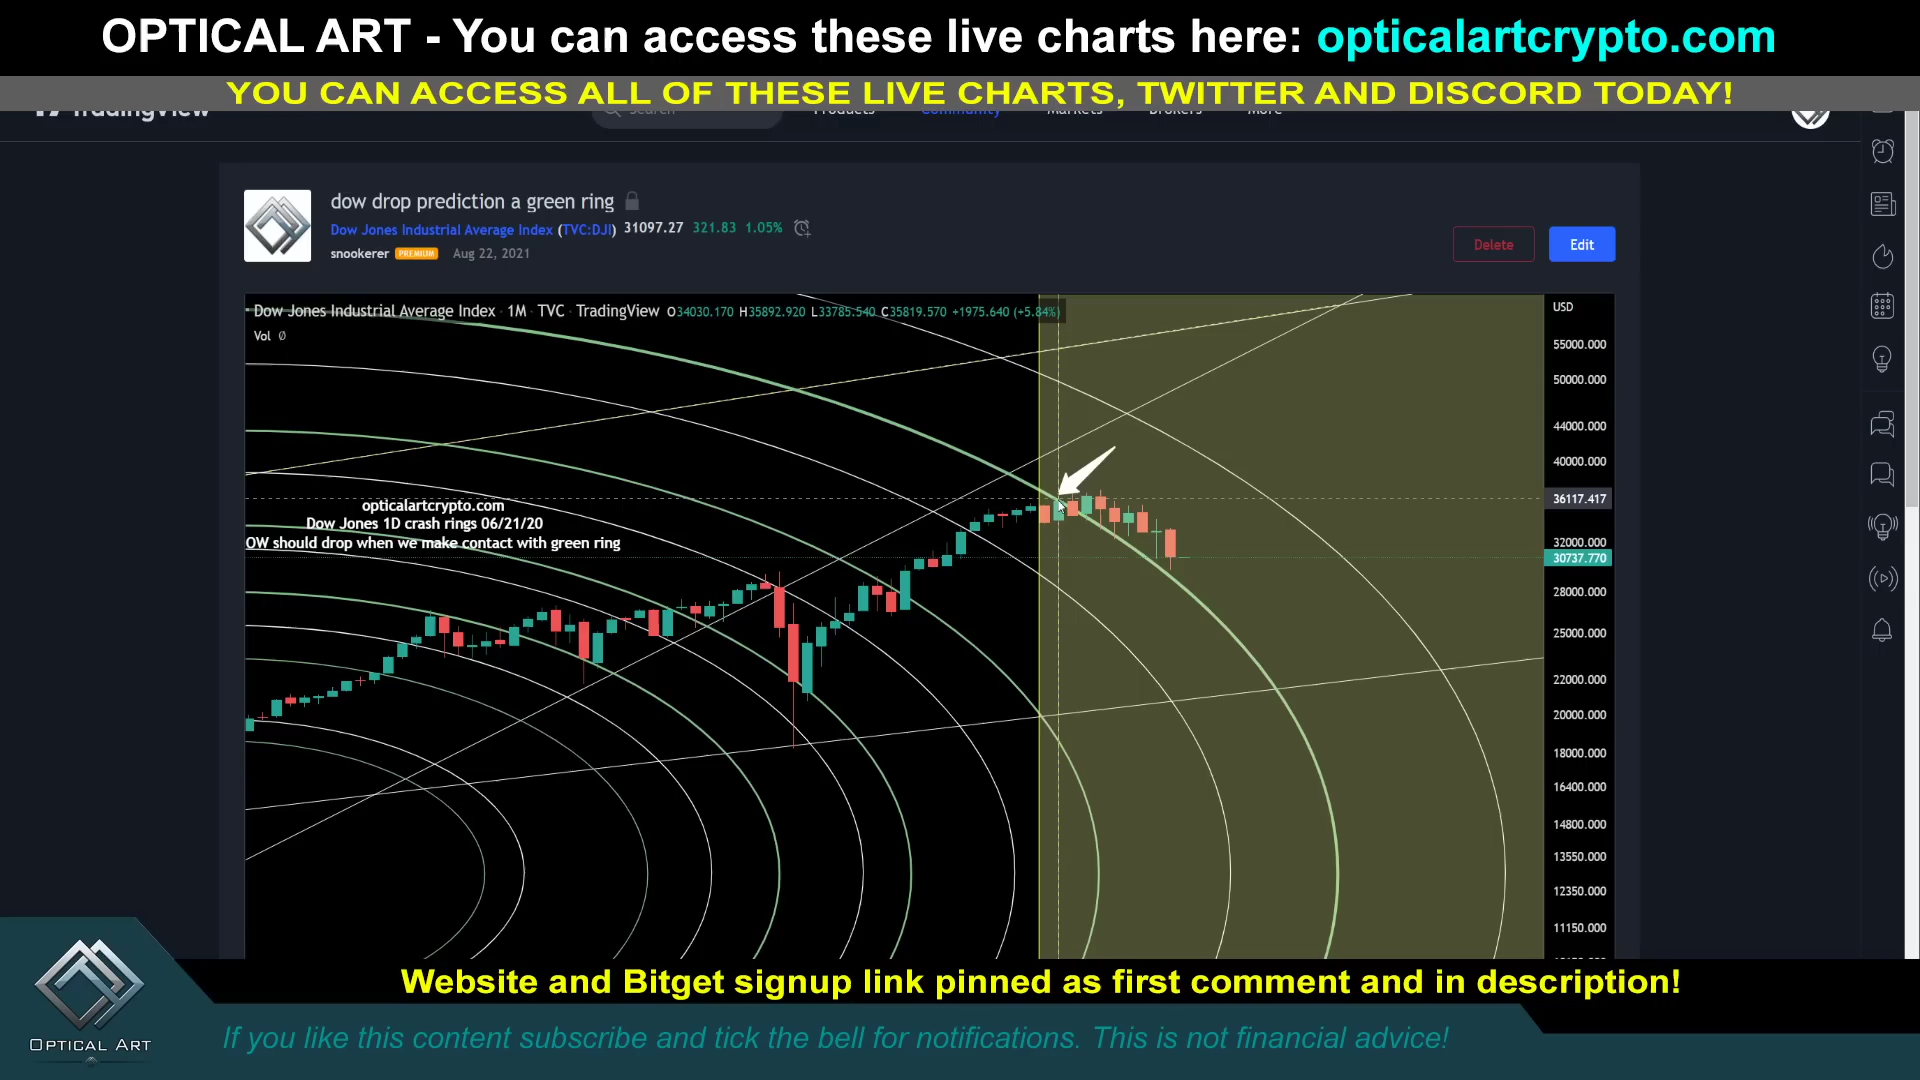 OPTICAL ART - You can access these live charts here: opticalartcrypto.com
YOU CAN ACCESS ALL OF THESE LIVE CHARTS, TWITTER AND DISCORD TODAY!
TradingView Search Products Community Markets Brokers More
dow drop prediction a green ring
Dow Jones Industrial Average Index (TVC:DJI) 31097.27 321.83 1.05%
snookerer PREMIUM Aug 22, 2021
Delete Edit
Dow Jones Industrial Average Index · 1M · TVC · TradingView O34030.170 H35892.920 L33785.540 C35819.570 +1975.640 (+5.84%)
Vol Ø
USD
55000.000
50000.000
44000.000
40000.000
36117.417
32000.000
30737.770
28000.000
25000.000
22000.000
20000.000
18000.000
16400.000
14800.000
13550.000
12350.000
11150.000
opticalartcrypto.com
Dow Jones 1D crash rings 06/21/20
OW should drop when we make contact with green ring
Website and Bitget signup link pinned as first comment and in description!
OPTICAL ART
If you like this content subscribe and tick the bell for notifications. This is not financial advice!